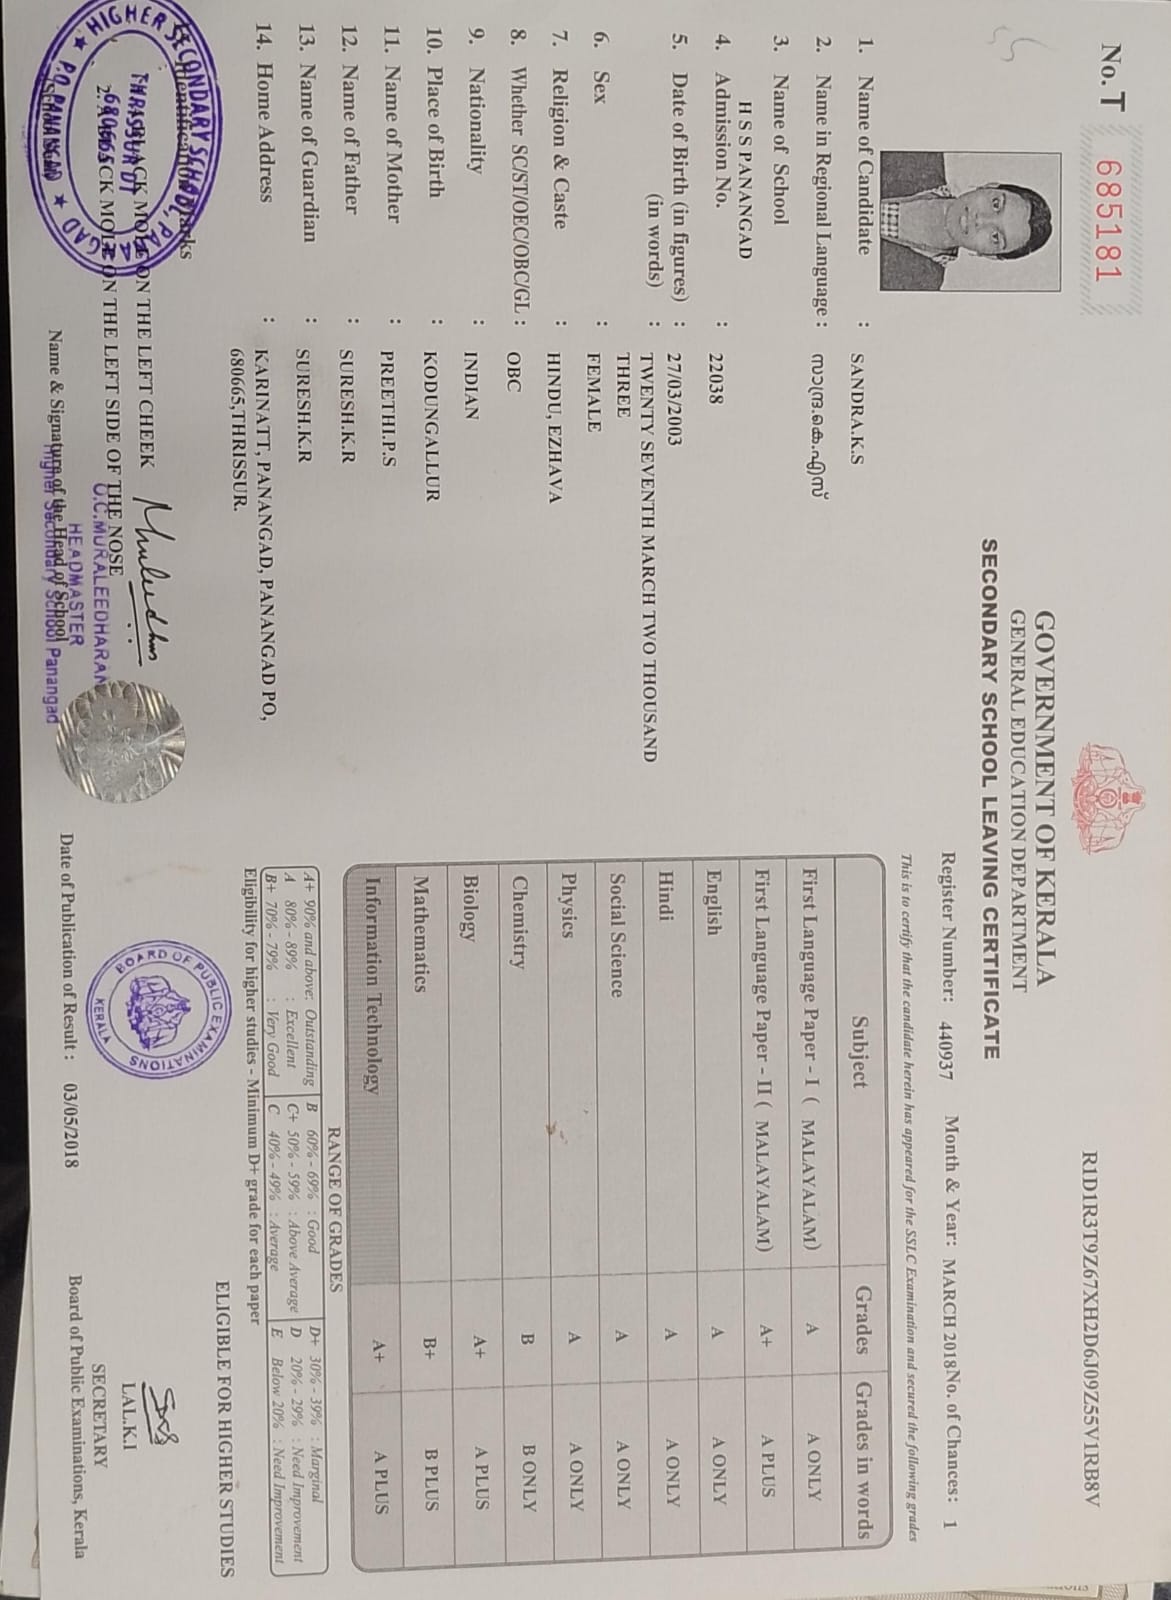 No. T 685181
R1D1R3T9Z67XH2D6J09Z55V1RB8V
GOVERNMENT OF KERALA
GENERAL EDUCATION DEPARTMENT
SECONDARY SCHOOL LEAVING CERTIFICATE
1. Name of Candidate : SANDRA.K.S
2. Name in Regional Language : സാന്ദ്ര.കെ.എസ്
3. Name of School
H S S PANANGAD
4. Admission No. : 22038
5. Date of Birth (in figures) : 27/03/2003
(in words) : TWENTY SEVENTH MARCH TWO THOUSAND
THREE
6. Sex : FEMALE
7. Religion & Caste : HINDU, EZHAVA
8. Whether SC/ST/OEC/OBC/GL : OBC
9. Nationality : INDIAN
10. Place of Birth : KODUNGALLUR
11. Name of Mother : PREETHI.P.S
12. Name of Father : SURESH.K.R
13. Name of Guardian : SURESH.K.R
14. Home Address : KARINATT, PANANGAD, PANANGAD PO,
680665,THRISSUR.
Identification Marks
BLACK MOLE ON THE LEFT CHEEK
2. A BLACK MOLE ON THE LEFT SIDE OF THE NOSE
HIGHER SECONDARY SCHOOL, PANANGAD
P.O PANANGAD
THRISSUR DT
680665
Name & Signature of the Head of School
O.C.MURALEEDHARAN
HEADMASTER
Higher Secondary School Panangad
Register Number: 440937 Month & Year: MARCH 2018 No. of Chances: 1
This is to certify that the candidate herein has appeared for the SSLC Examination and secured the following grades
Subject Grades Grades in words
First Language Paper - I ( MALAYALAM) A A ONLY
First Language Paper - II ( MALAYALAM) A+ A PLUS
English A A ONLY
Hindi A A ONLY
Social Science A A ONLY
Physics A A ONLY
Chemistry B B ONLY
Biology A+ A PLUS
Mathematics B+ B PLUS
Information Technology A+ A PLUS
RANGE OF GRADES
A+ 90% and above: Outstanding B 60% - 69% : Good D+ 30% - 39% : Marginal
A 80% - 89% : Excellent C+ 50% - 59% : Above Average D 20% - 29% : Need Improvement
B+ 70% - 79% : Very Good C 40% - 49% : Average E Below 20% : Need Improvement
Eligibility for higher studies - Minimum D+ grade for each paper
ELIGIBLE FOR HIGHER STUDIES
BOARD OF PUBLIC EXAMINATIONS
KERALA
LAL.K.I
SECRETARY
Date of Publication of Result : 03/05/2018
Board of Public Examinations, Kerala